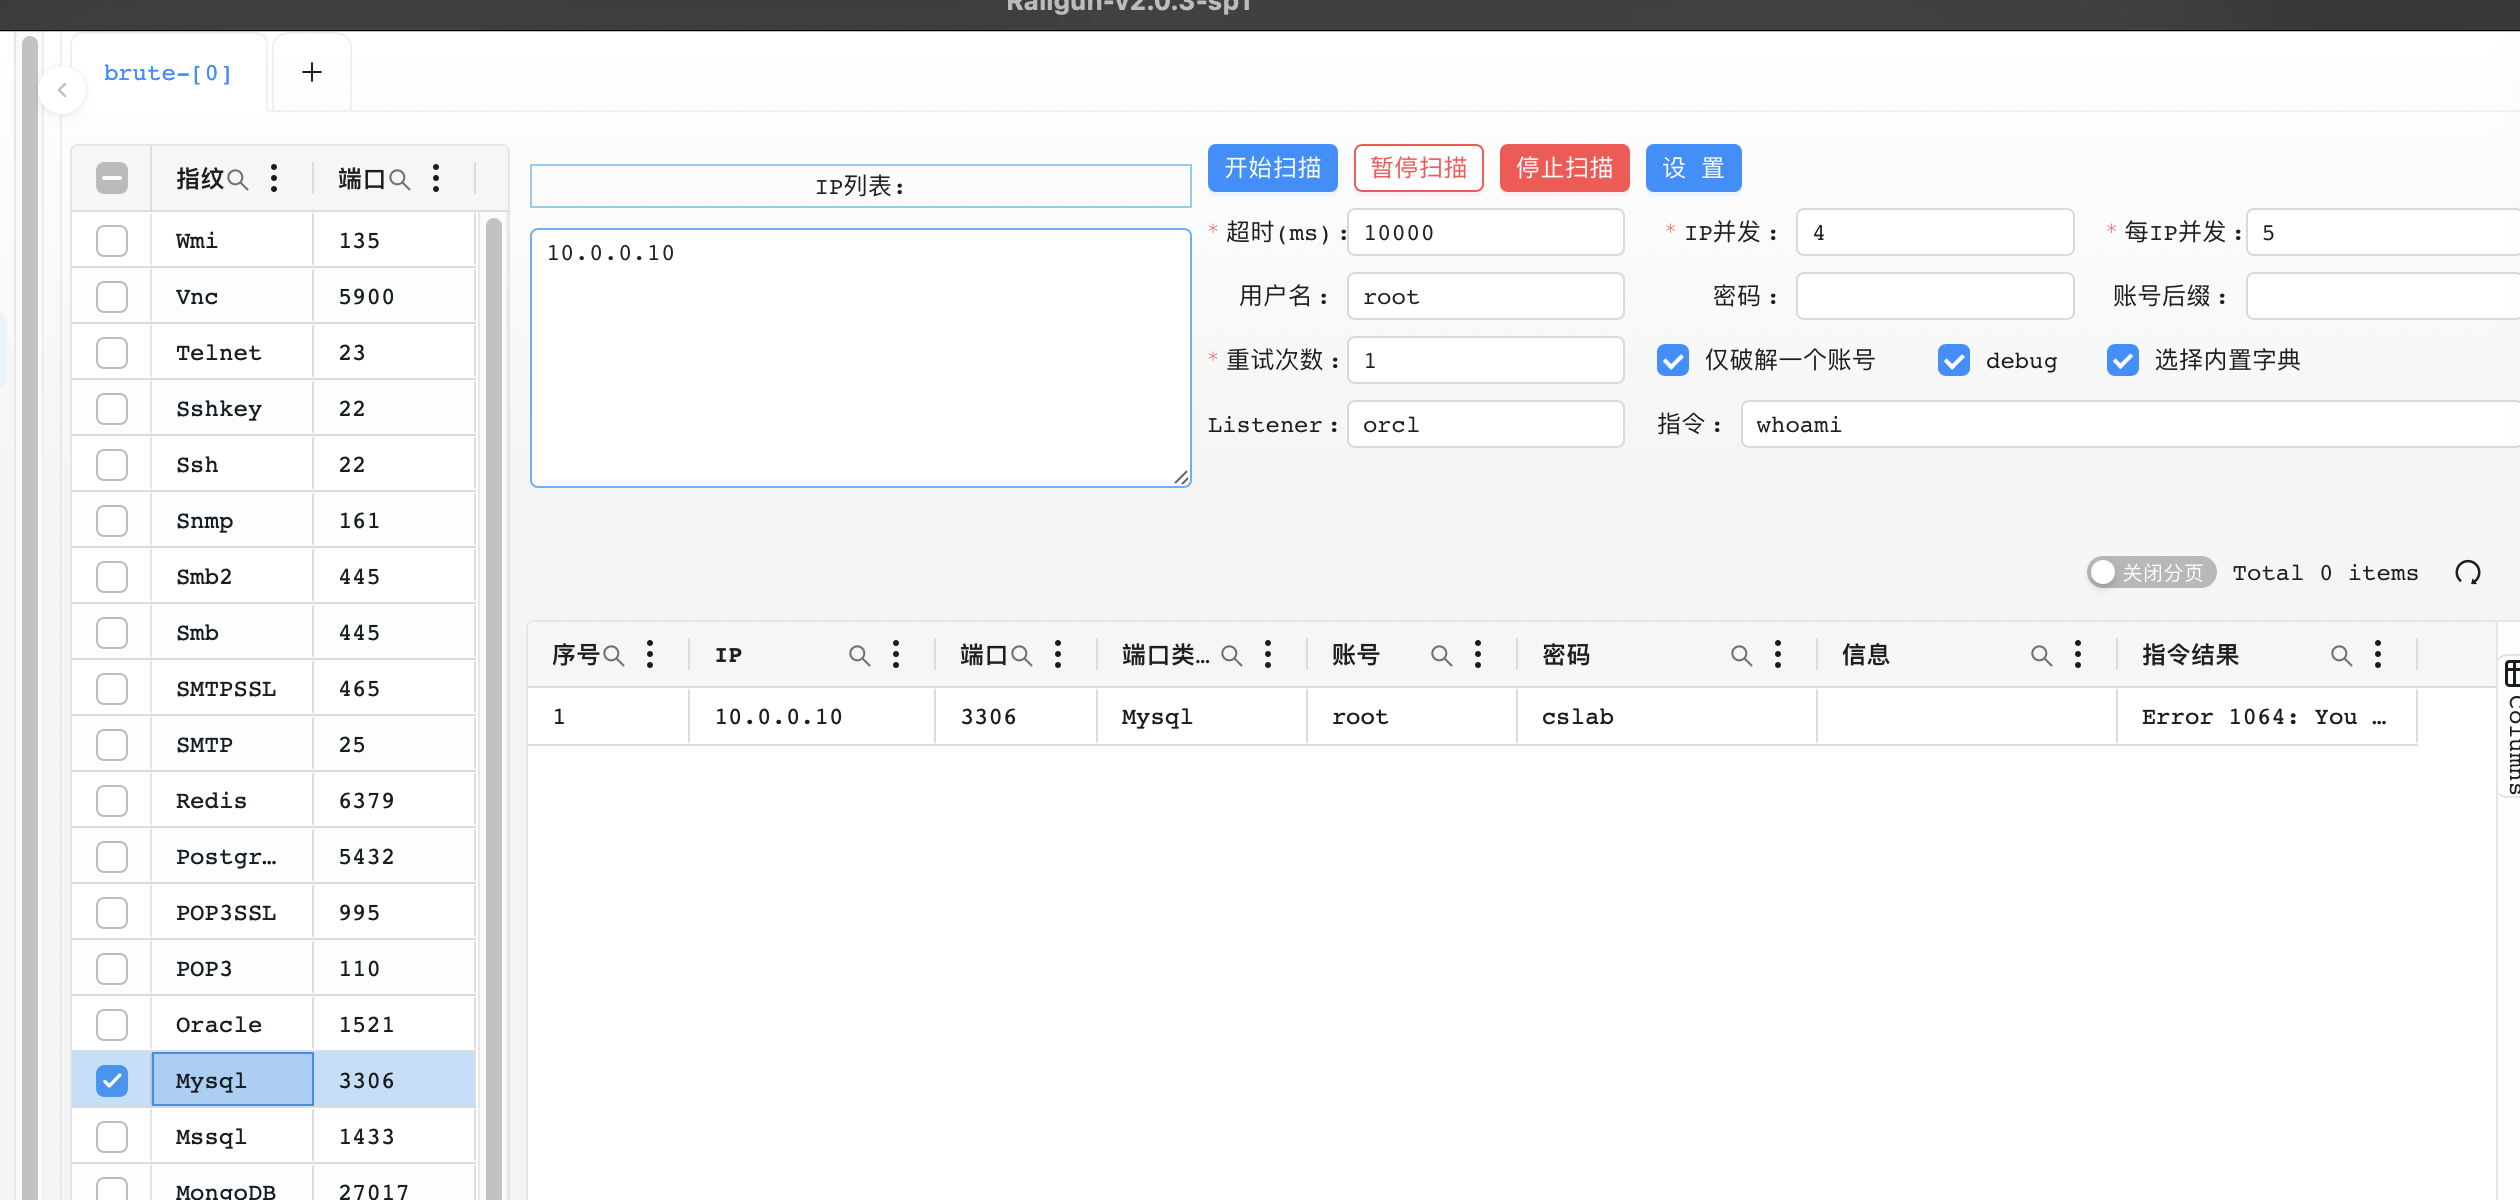 Railgun-v2.0.3-sp1
brute-[0]
+
指纹 端口
Wmi 135
Vnc 5900
Telnet 23
Sshkey 22
Ssh 22
Snmp 161
Smb2 445
Smb 445
SMTPSSL 465
SMTP 25
Redis 6379
Postgr… 5432
POP3SSL 995
POP3 110
Oracle 1521
Mysql 3306
Mssql 1433
MongoDB 27017
IP列表:
10.0.0.10
开始扫描 暂停扫描 停止扫描 设 置
* 超时(ms): 10000 * IP并发: 4 * 每IP并发: 5
用户名: root 密码: 账号后缀:
* 重试次数: 1 仅破解一个账号 debug 选择内置字典
Listener: orcl 指令: whoami
关闭分页 Total 0 items
序号 IP 端口 端口类… 账号 密码 信息 指令结果
1 10.0.0.10 3306 Mysql root cslab Error 1064: You …
Columns